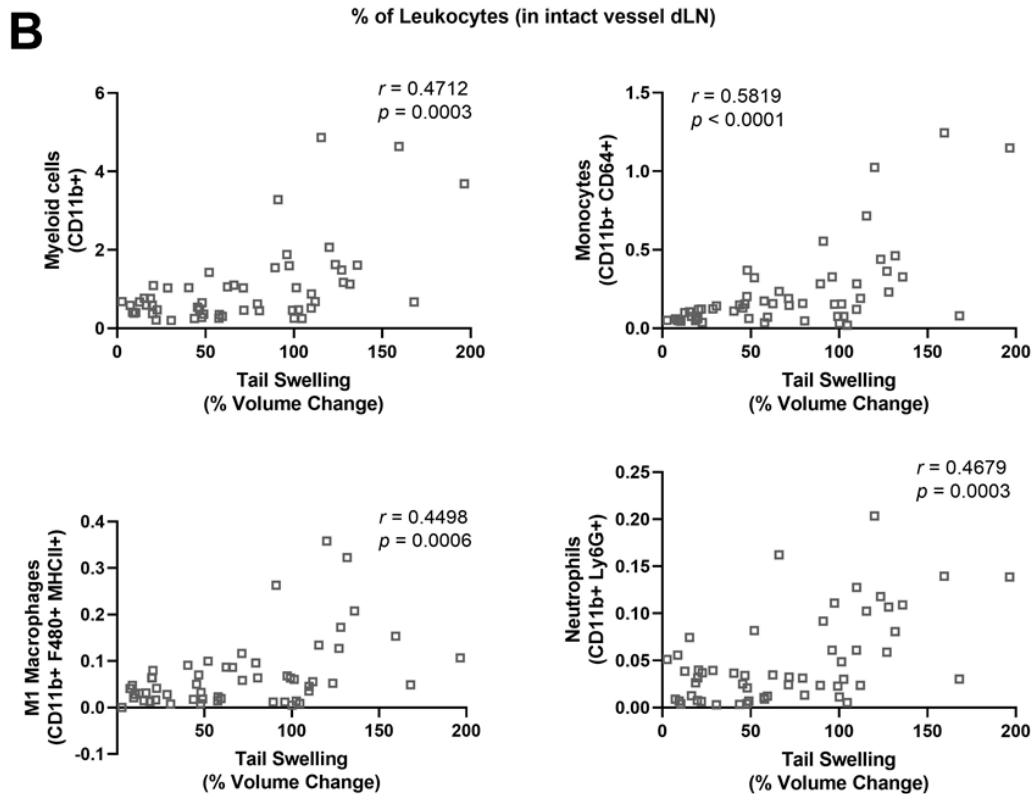 B
% of Leukocytes (in intact vessel dLN)
r = 0.4712
p = 0.0003
Myeloid cells
(CD11b+)
6
4
2
0
0 50 100 150 200
Tail Swelling
(% Volume Change)
r = 0.5819
p < 0.0001
Monocytes
(CD11b+ CD64+)
1.5
1.0
0.5
0.0
0 50 100 150 200
Tail Swelling
(% Volume Change)
r = 0.4498
p = 0.0006
M1 Macrophages
(CD11b+ F480+ MHCII+)
0.4
0.3
0.2
0.1
0.0
-0.1
50 100 150 200
Tail Swelling
(% Volume Change)
r = 0.4679
p = 0.0003
Neutrophils
(CD11b+ Ly6G+)
0.25
0.20
0.15
0.10
0.05
0.00
0 50 100 150 200
Tail Swelling
(% Volume Change)